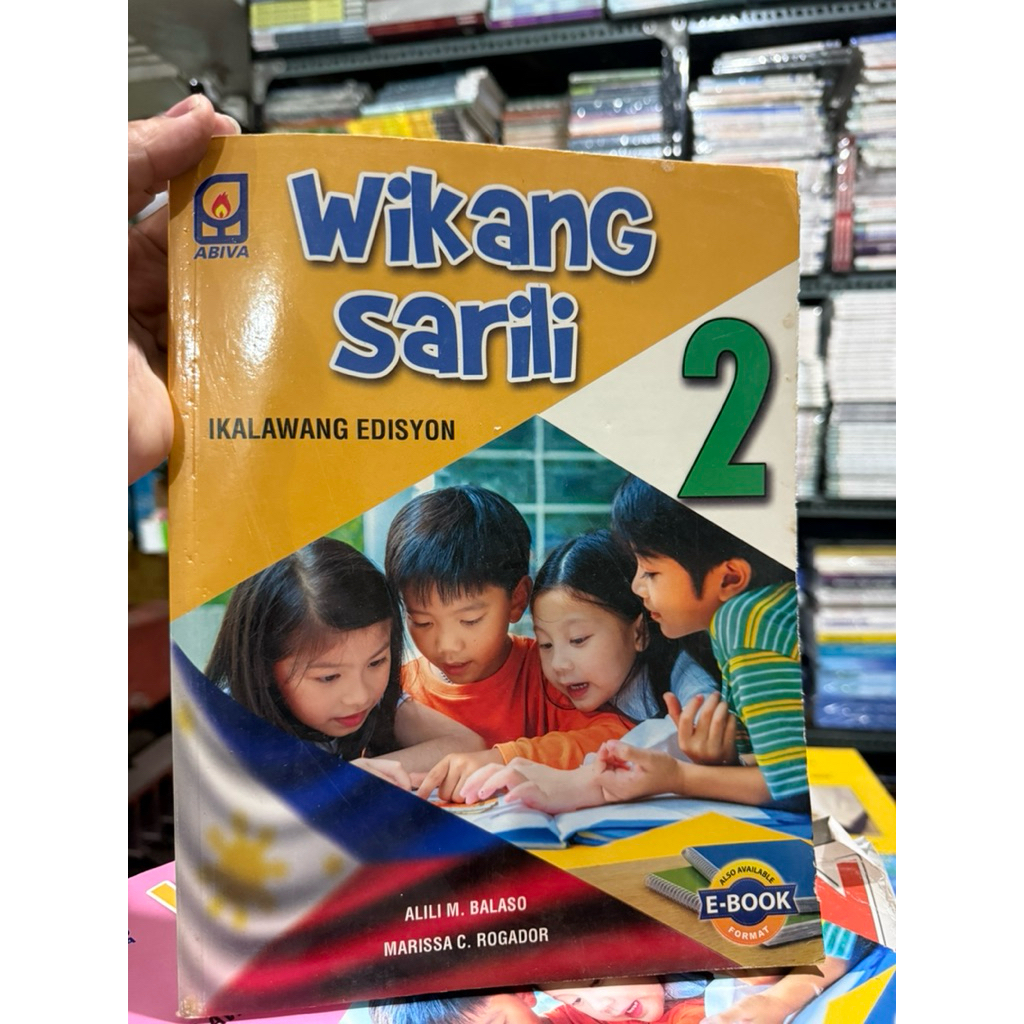 ABIVA
Wikang
Sarili
2
IKALAWANG EDISYON
ALILI M. BALASO
MARISSA C. ROGADOR
ALSO AVAILABLE
E-BOOK
FORMAT